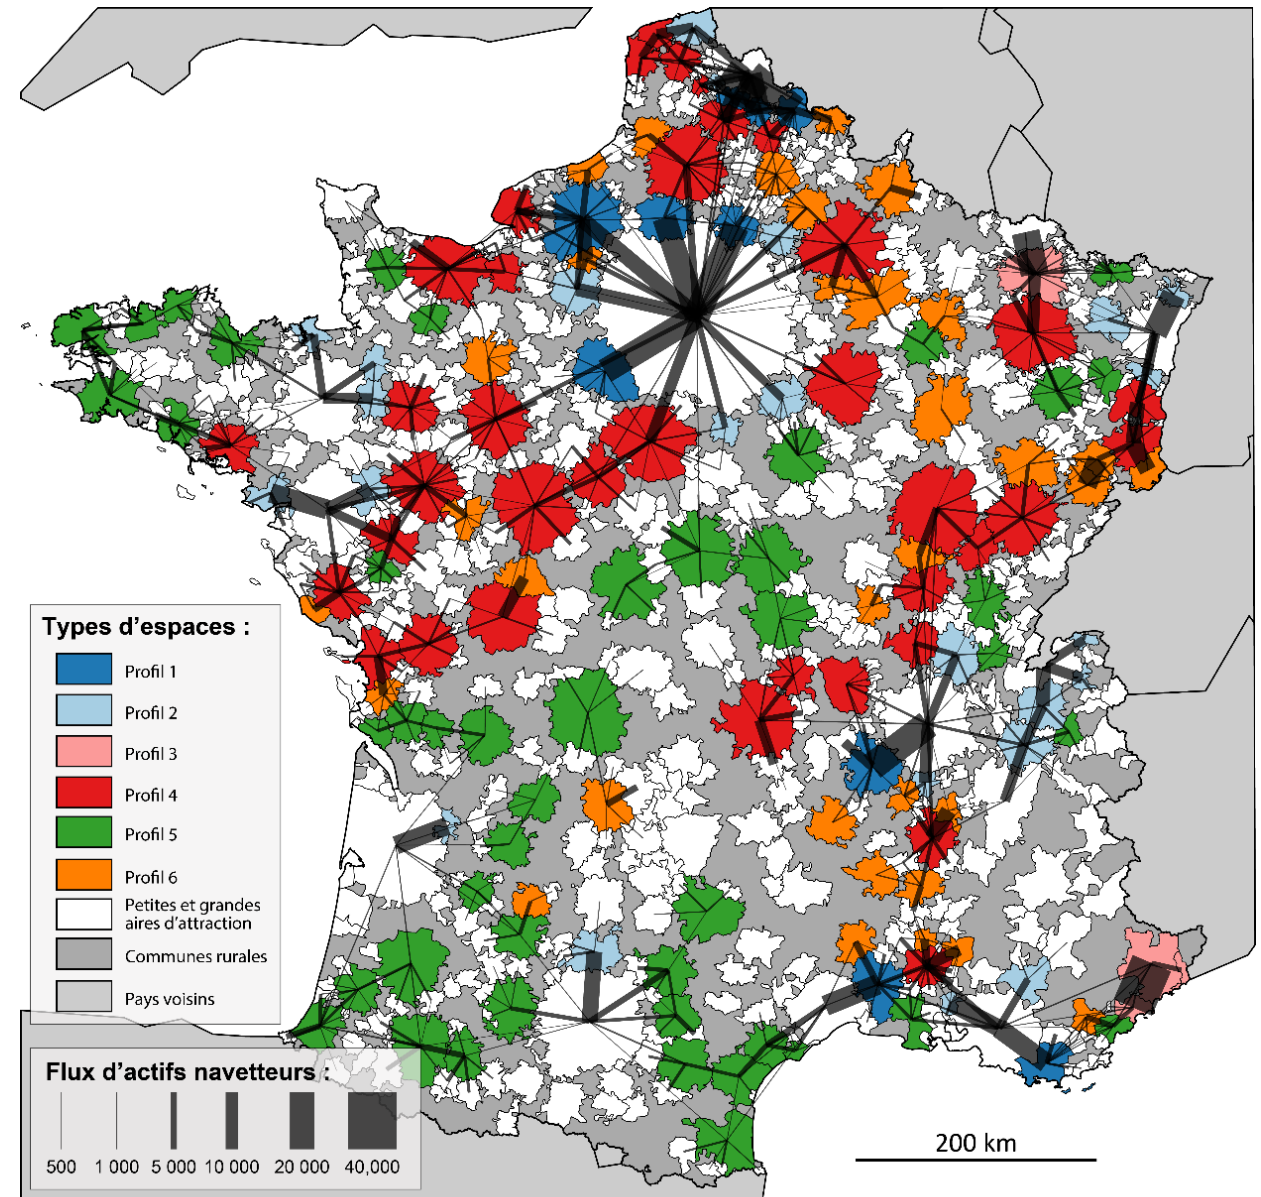 Types d’espaces :
Profil 1
Profil 2
Profil 3
Profil 4
Profil 5
Profil 6
Petites et grandes
aires d’attraction
Communes rurales
Pays voisins
Flux d’actifs navetteurs :
500 1 000 5 000 10 000 20 000 40,000
200 km